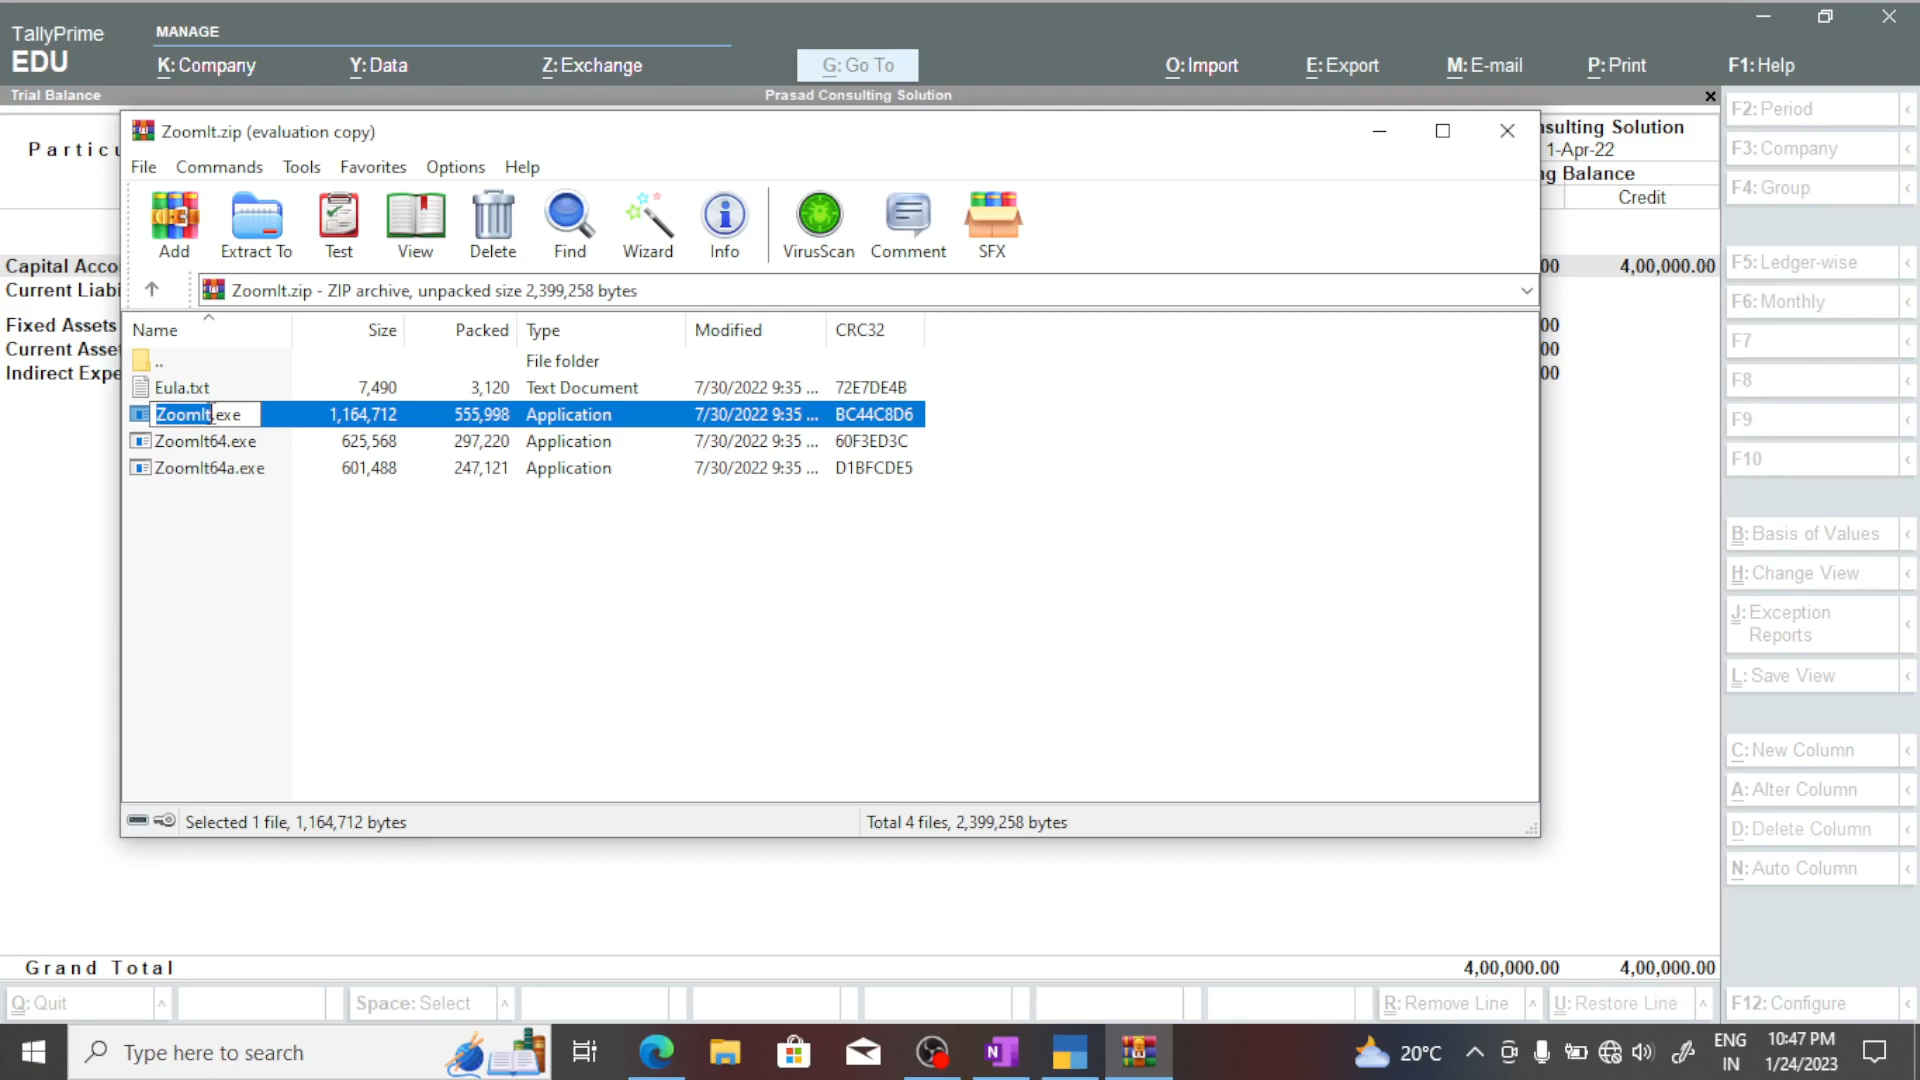 TallyPrime
EDU
MANAGE
K: Company
Y: Data
Z: Exchange
G: Go To
O: Import
E: Export
M: E-mail
P: Print
F1: Help
Trial Balance
Prasad Consulting Solution
ZoomIt.zip (evaluation copy)
File Commands Tools Favorites Options Help
Add
Extract To
Test
View
Delete
Find
Wizard
Info
VirusScan
Comment
SFX
ZoomIt.zip - ZIP archive, unpacked size 2,399,258 bytes
Name Size Packed Type Modified CRC32
.. File folder
Eula.txt 7,490 3,120 Text Document 7/30/2022 9:35 ... 72E7DE4B
ZoomIt.exe 1,164,712 555,998 Application 7/30/2022 9:35 ... BC44C8D6
ZoomIt64.exe 625,568 297,220 Application 7/30/2022 9:35 ... 60F3ED3C
ZoomIt64a.exe 601,488 247,121 Application 7/30/2022 9:35 ... D1BFCDE5
Selected 1 file, 1,164,712 bytes
Total 4 files, 2,399,258 bytes
Particu
Capital Acco
Current Liabi
Fixed Assets
Current Asset
Indirect Expe
nsulting Solution
1-Apr-22
ng Balance
Credit
00 4,00,000.00
00
00
00
Grand Total 4,00,000.00 4,00,000.00
F2: Period
F3: Company
F4: Group
F5: Ledger-wise
F6: Monthly
F7
F8
F9
F10
B: Basis of Values
H: Change View
J: Exception
Reports
L: Save View
C: New Column
A: Alter Column
D: Delete Column
N: Auto Column
Q: Quit
Space: Select
R: Remove Line
U: Restore Line
F12: Configure
Type here to search
20°C
ENG
IN
10:47 PM
1/24/2023